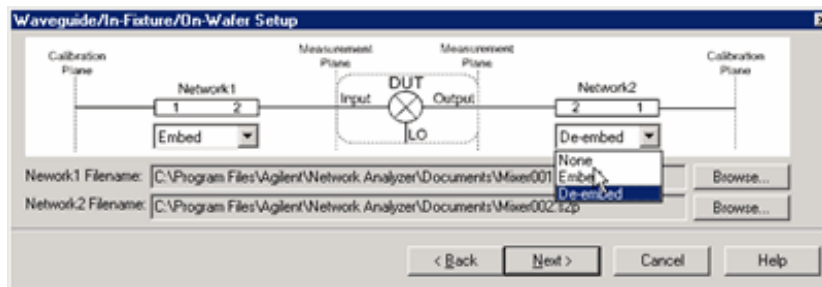 Waveguide/In-Fixture/On-Wafer Setup
Calibration Plane
Measurement Plane
Measurement Plane
Calibration Plane
Network1
1 2
Input
DUT
Output
LO
Network2
2 1
Embed
De-embed
None
Embed
De-embed
Nework1 Filename: C:\Program Files\Agilent\Network Analyzer\Documents\Mixer001
Browse...
Network2 Filename: C:\Program Files\Agilent\Network Analyzer\Documents\Mixer002.s2p
Browse...
< Back
Next >
Cancel
Help